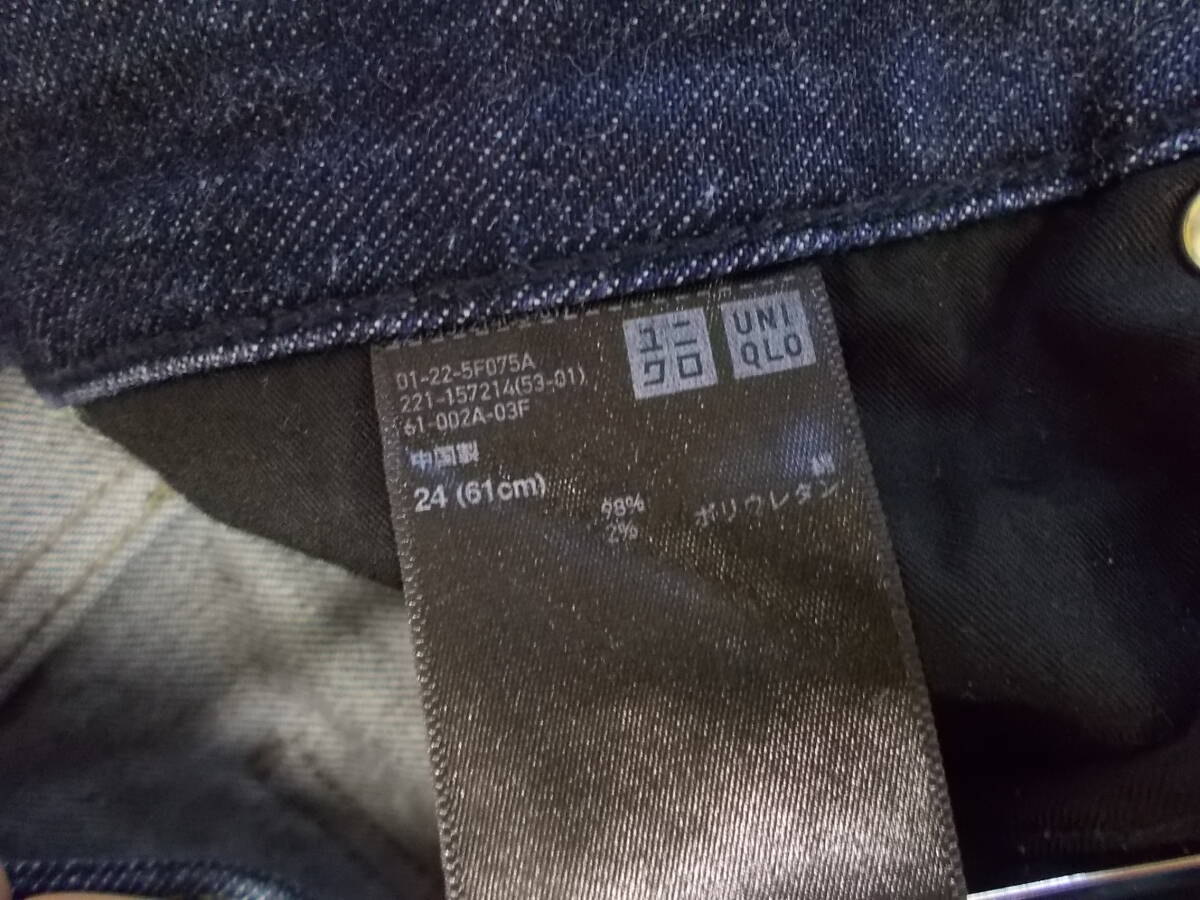 ユニ
クロ
UNI
QLO
01-22-5F075A
221-157214(53-01)
61-002A-03F
中国製
24 (61cm)
98% 綿
2% ポリウレタン